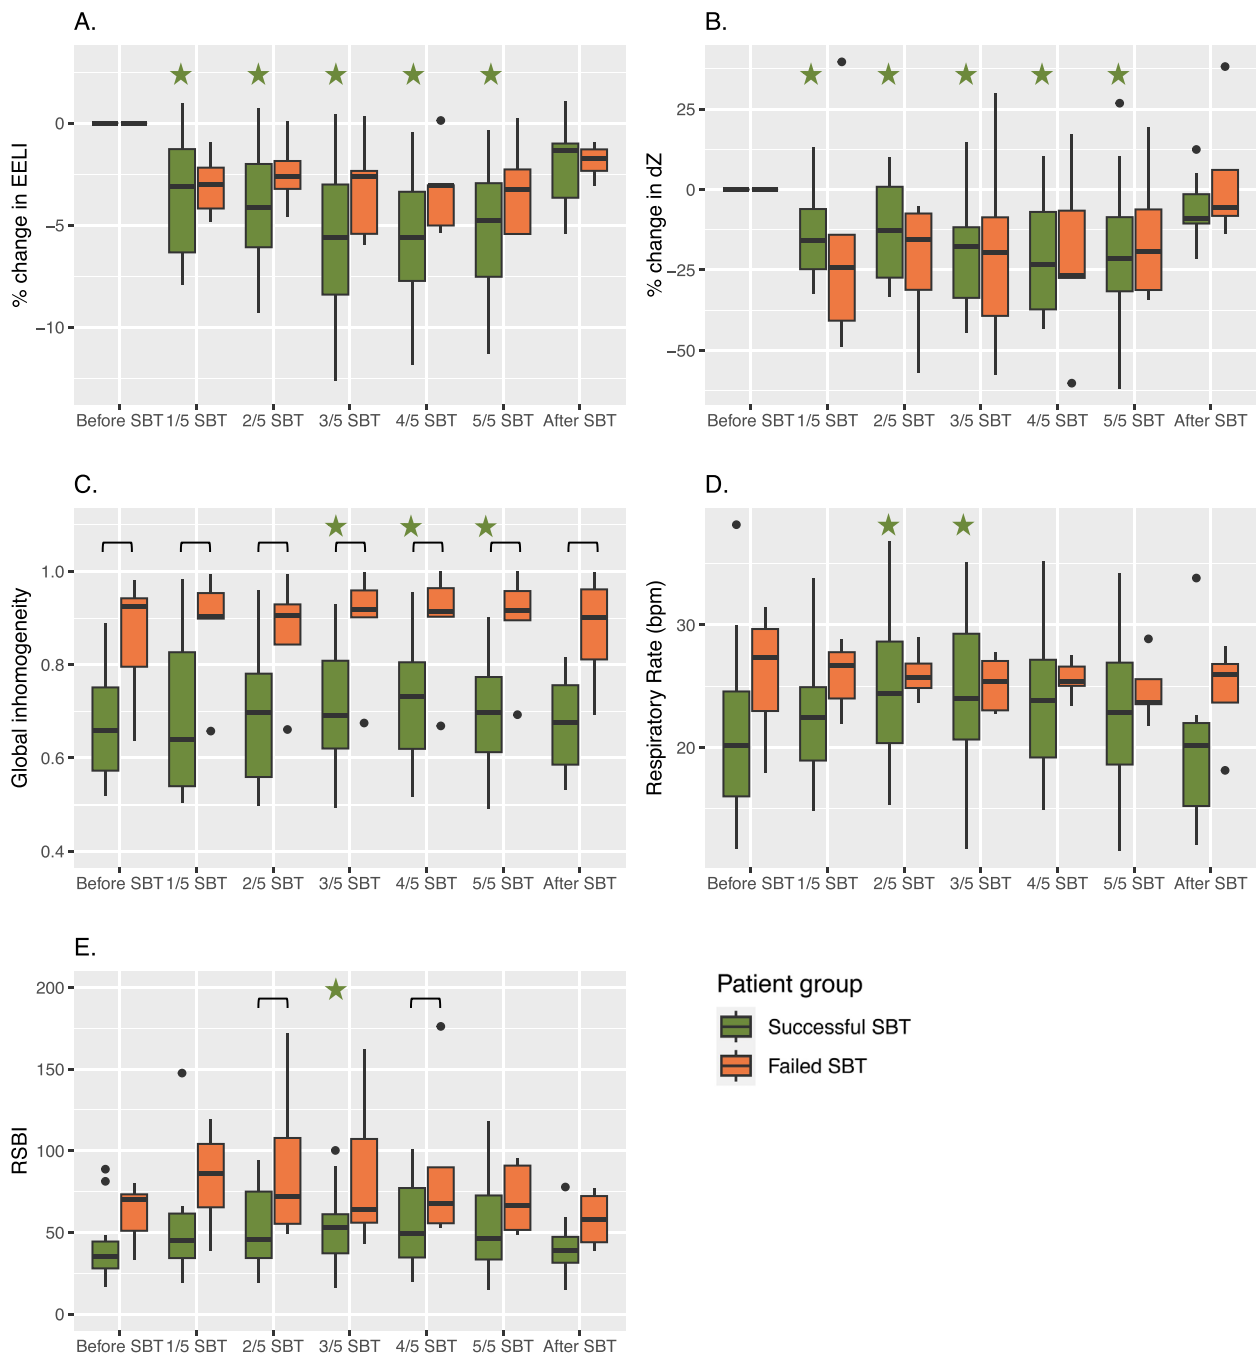 A.
% change in EELI
0
−5
−10
Before SBT 1/5 SBT 2/5 SBT 3/5 SBT 4/5 SBT 5/5 SBT After SBT
B.
% change in dZ
25
0
−25
−50
Before SBT 1/5 SBT 2/5 SBT 3/5 SBT 4/5 SBT 5/5 SBT After SBT
C.
Global inhomogeneity
1.0
0.8
0.6
0.4
Before SBT 1/5 SBT 2/5 SBT 3/5 SBT 4/5 SBT 5/5 SBT After SBT
D.
Respiratory Rate (bpm)
30
20
Before SBT 1/5 SBT 2/5 SBT 3/5 SBT 4/5 SBT 5/5 SBT After SBT
E.
RSBI
200
150
100
50
0
Before SBT 1/5 SBT 2/5 SBT 3/5 SBT 4/5 SBT 5/5 SBT After SBT
Patient group
Successful SBT
Failed SBT